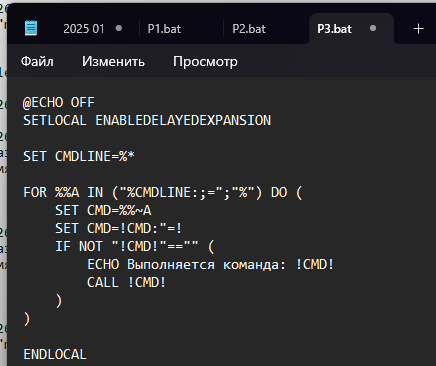 2025 01
P1.bat
P2.bat
P3.bat
Файл
Изменить
Просмотр
@ECHO OFF
SETLOCAL ENABLEDELAYEDEXPANSION
SET CMDLINE=%*
FOR %%A IN ("%CMDLINE:;=";"%") DO (
SET CMD=%%~A
SET CMD=!CMD:"=!
IF NOT "!CMD!"=="" (
ECHO Выполняется команда: !CMD!
CALL !CMD!
)
)
ENDLOCAL